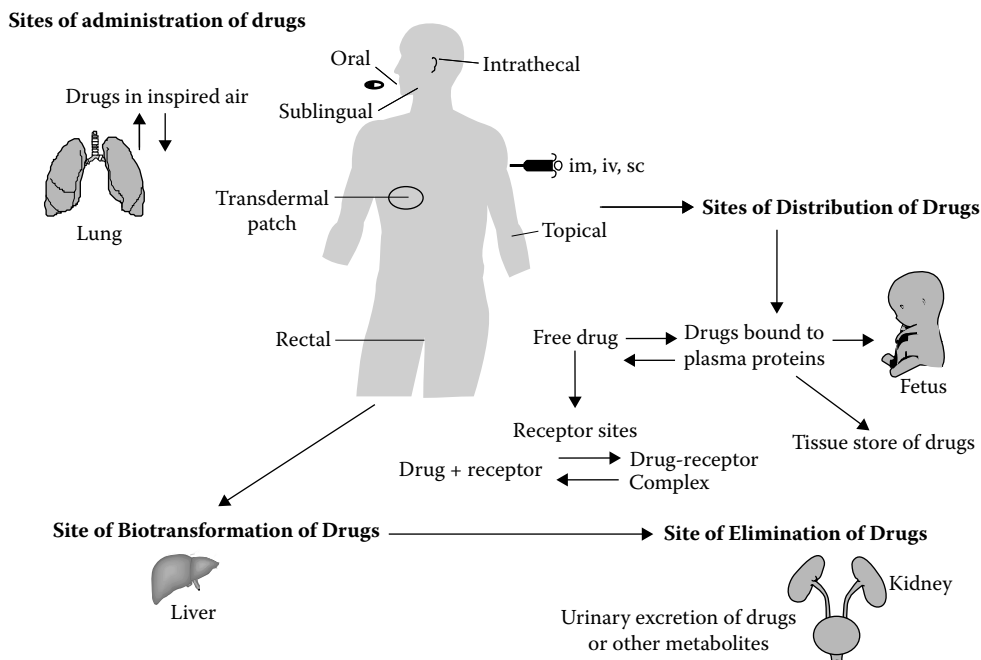 Sites of administration of drugs
Oral
Intrathecal
Sublingual
Drugs in inspired air
Lung
im, iv, sc
Transdermal
patch
Topical
Sites of Distribution of Drugs
Rectal
Free drug
Drugs bound to
plasma proteins
Fetus
Receptor sites
Tissue store of drugs
Drug + receptor
Drug-receptor
Complex
Site of Biotransformation of Drugs
Site of Elimination of Drugs
Liver
Kidney
Urinary excretion of drugs
or other metabolites